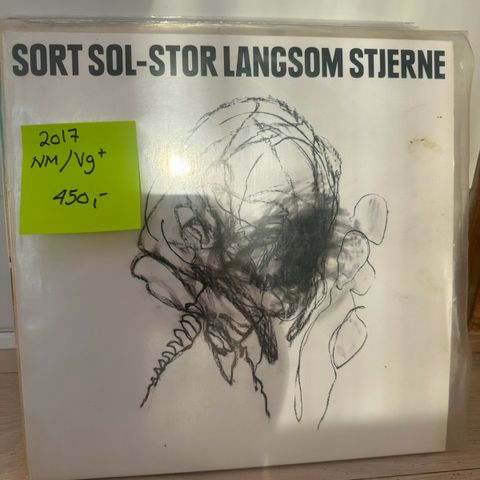 SORT SOL-STOR LANGSOM STJERNE
2017
NM/Vg+
450,-